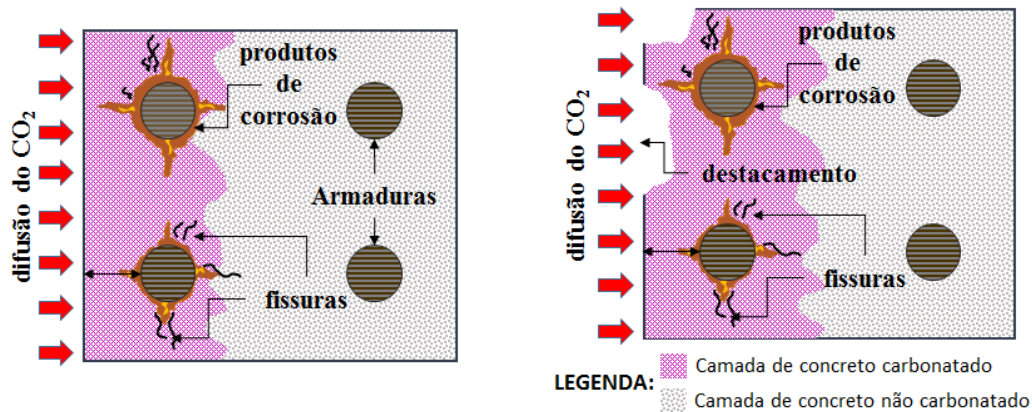 difusão do CO₂
produtos
de
corrosão
Armaduras
fissuras
difusão do CO₂
produtos
de
corrosão
destacamento
fissuras
LEGENDA:
Camada de concreto carbonatado
Camada de concreto não carbonatado